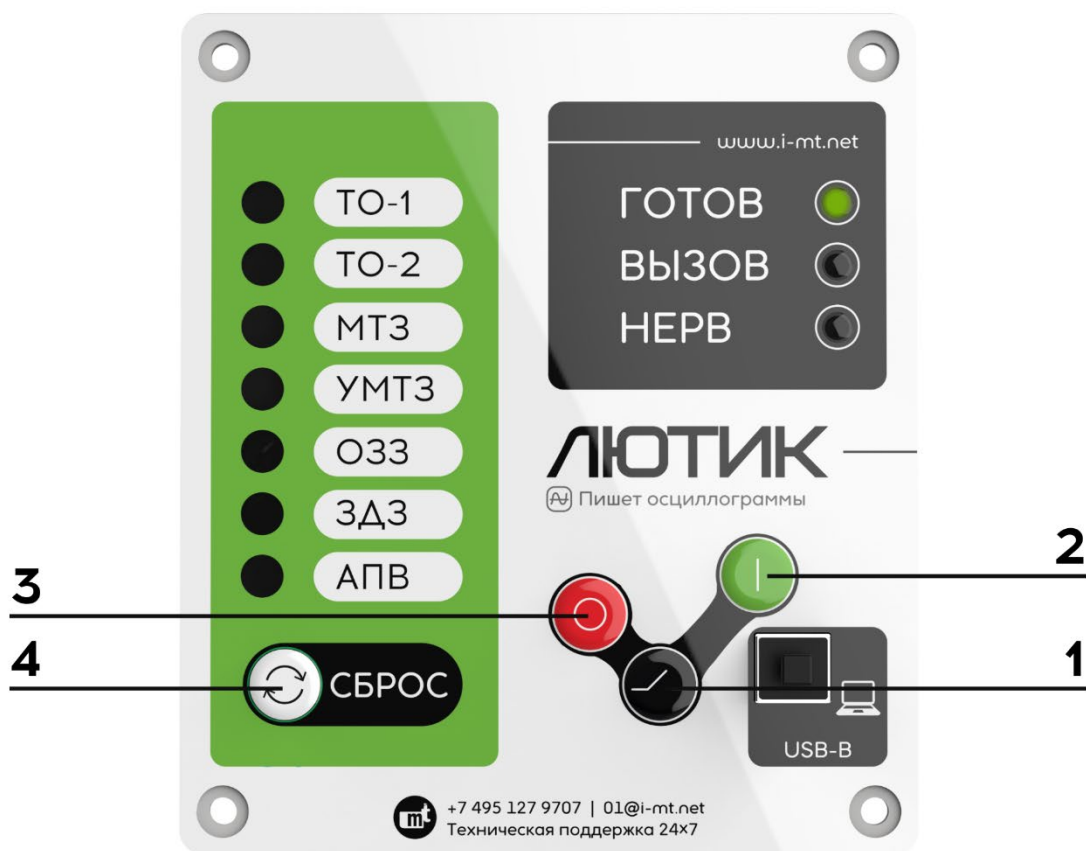 www.i-mt.net
ТО-1
ТО-2
МТЗ
УМТЗ
ОЗЗ
ЗДЗ
АПВ
СБРОС
ГОТОВ
ВЫЗОВ
НЕРВ
ЛЮТИК
Пишет осциллограммы
2
3
4
1
USB-B
mt
+7 495 127 9707 | 01@i-mt.net
Техническая поддержка 24×7